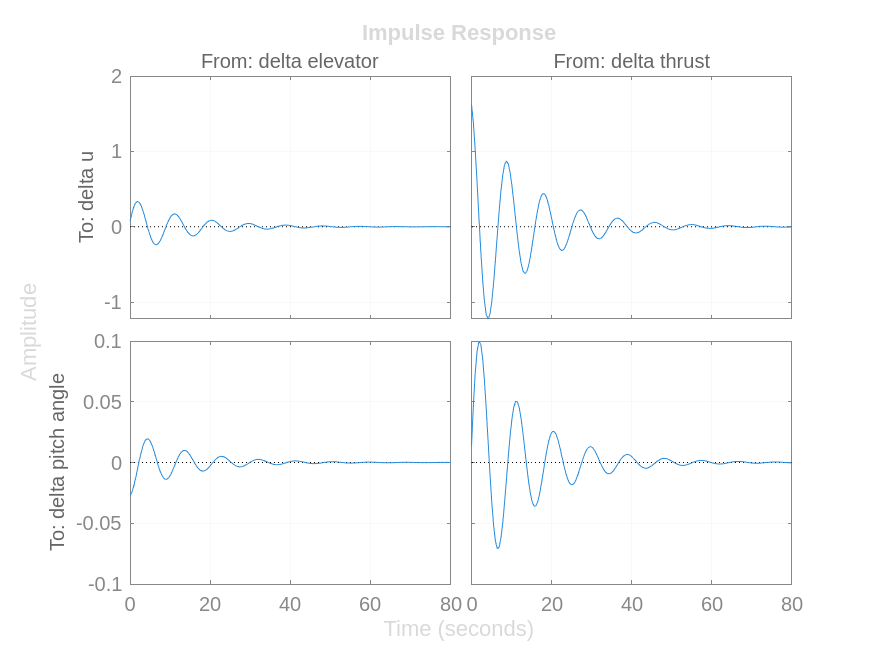 Impulse Response
From: delta elevator
From: delta thrust
To: delta u
2
1
0
-1
Amplitude
To: delta pitch angle
0.1
0.05
0
-0.05
-0.1
0 20 40 60 80
0 20 40 60 80
Time (seconds)